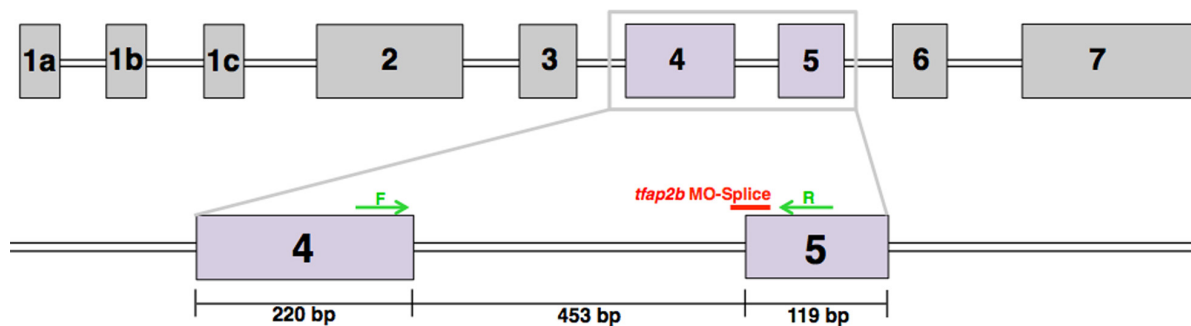 1a 1b 1c 2 3 4 5 6 7
tfap2b MO-Splice
F R
4 5
220 bp 453 bp 119 bp